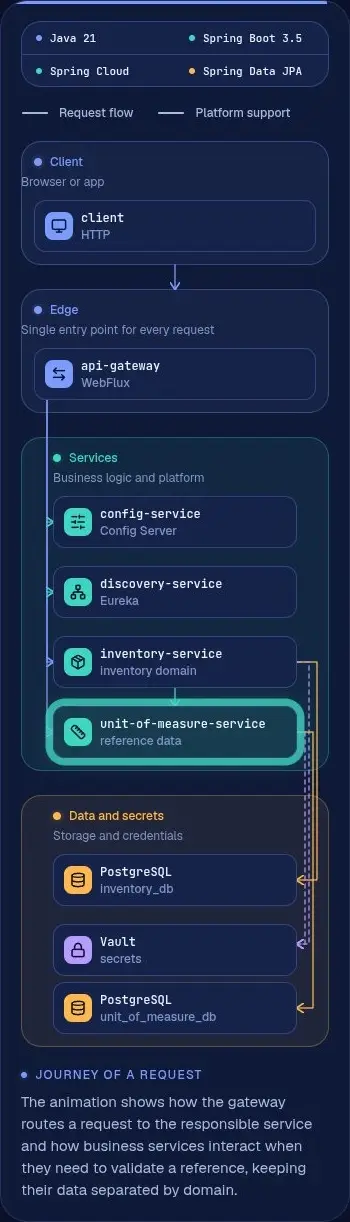 Java 21
Spring Boot 3.5
Spring Cloud
Spring Data JPA
Request flow
Platform support
Client
Browser or app
client
HTTP
Edge
Single entry point for every request
api-gateway
WebFlux
Services
Business logic and platform
config-service
Config Server
discovery-service
Eureka
inventory-service
inventory domain
unit-of-measure-service
reference data
Data and secrets
Storage and credentials
PostgreSQL
inventory_db
Vault
secrets
PostgreSQL
unit_of_measure_db
JOURNEY OF A REQUEST
The animation shows how the gateway
routes a request to the responsible service
and how business services interact when
they need to validate a reference, keeping
their data separated by domain.